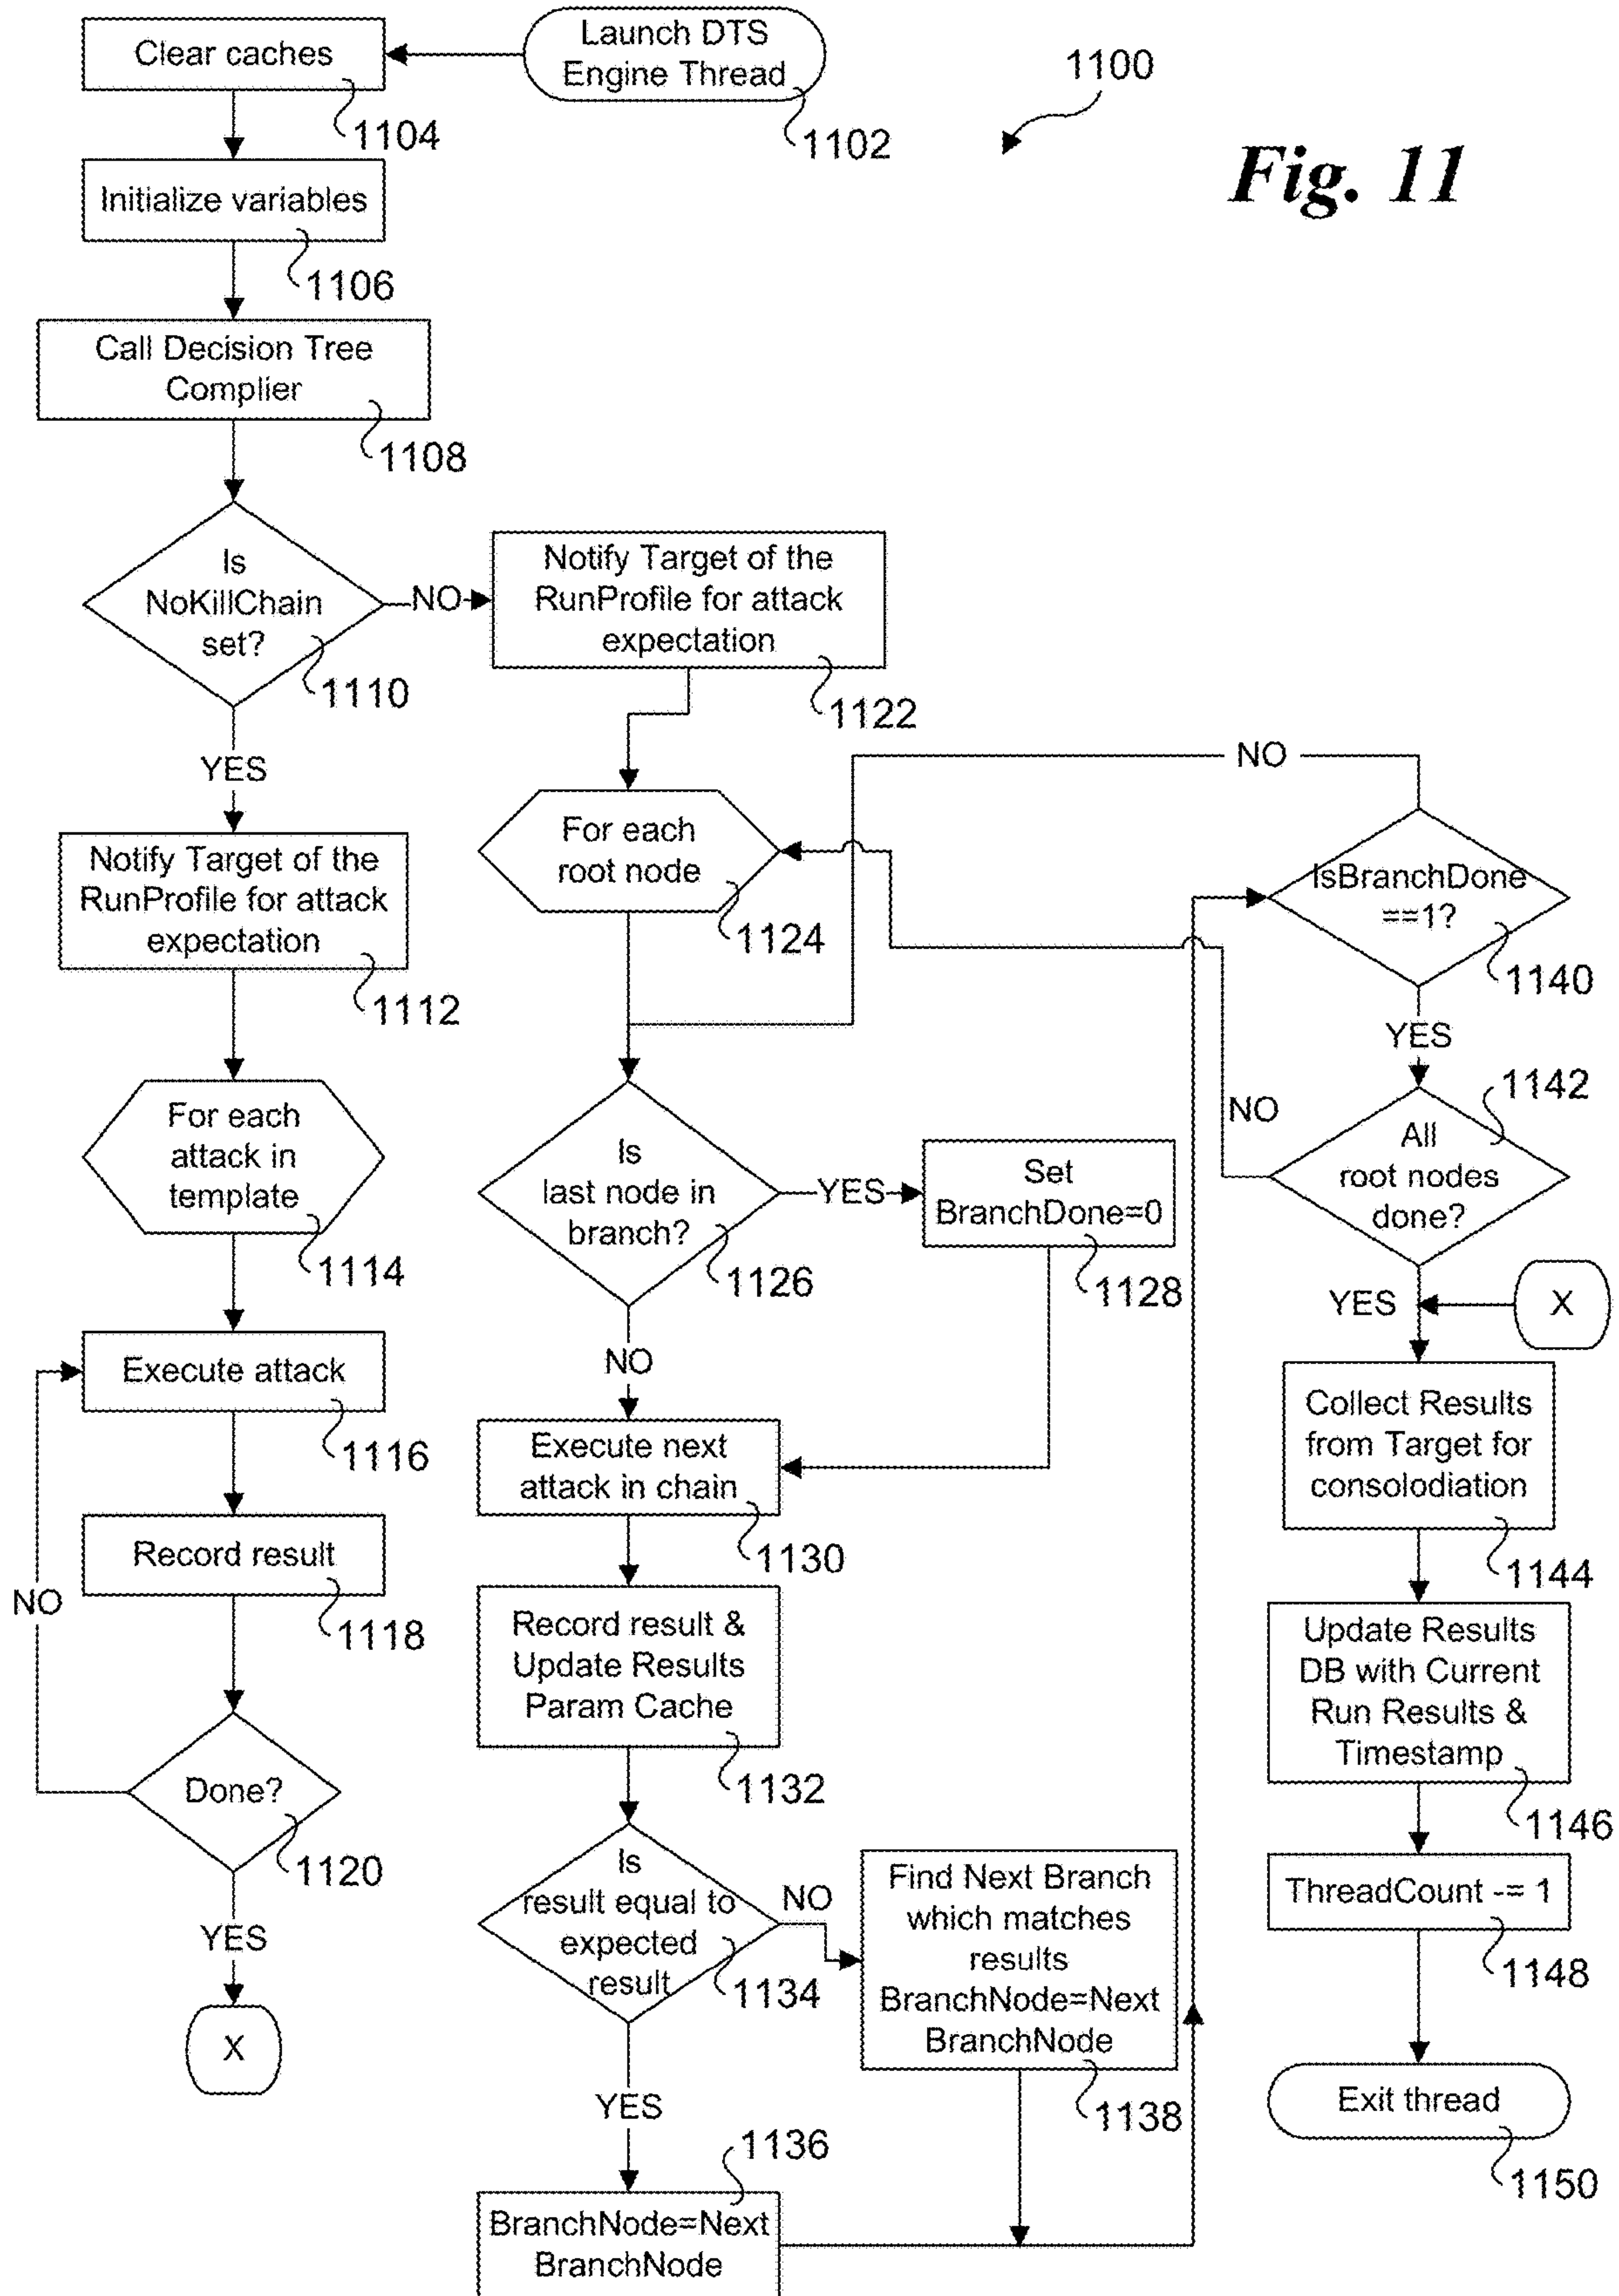 Launch DTS
Engine Thread
1102
Clear caches
1104
1100
Fig. 11
Initialize variables
1106
Call Decision Tree
Complier
1108
Is
NoKillChain
set?
1110
NO
YES
Notify Target of the
RunProfile for attack
expectation
1112
For each
attack in
template
1114
Execute attack
1116
Record result
1118
Done?
1120
NO
YES
X
Notify Target of the
RunProfile for attack
expectation
1122
For each
root node
1124
Is
last node in
branch?
1126
YES
Set
BranchDone=0
1128
NO
Execute next
attack in chain
1130
Record result &
Update Results
Param Cache
1132
Is
result equal to
expected
result
1134
NO
Find Next Branch
which matches
results
BranchNode=Next
BranchNode
1138
YES
1136
BranchNode=Next
BranchNode
NO
IsBranchDone
==1?
1140
YES
1142
NO
All
root nodes
done?
YES
X
Collect Results
from Target for
consolodiation
1144
Update Results
DB with Current
Run Results &
Timestamp
1146
ThreadCount -= 1
1148
Exit thread
1150